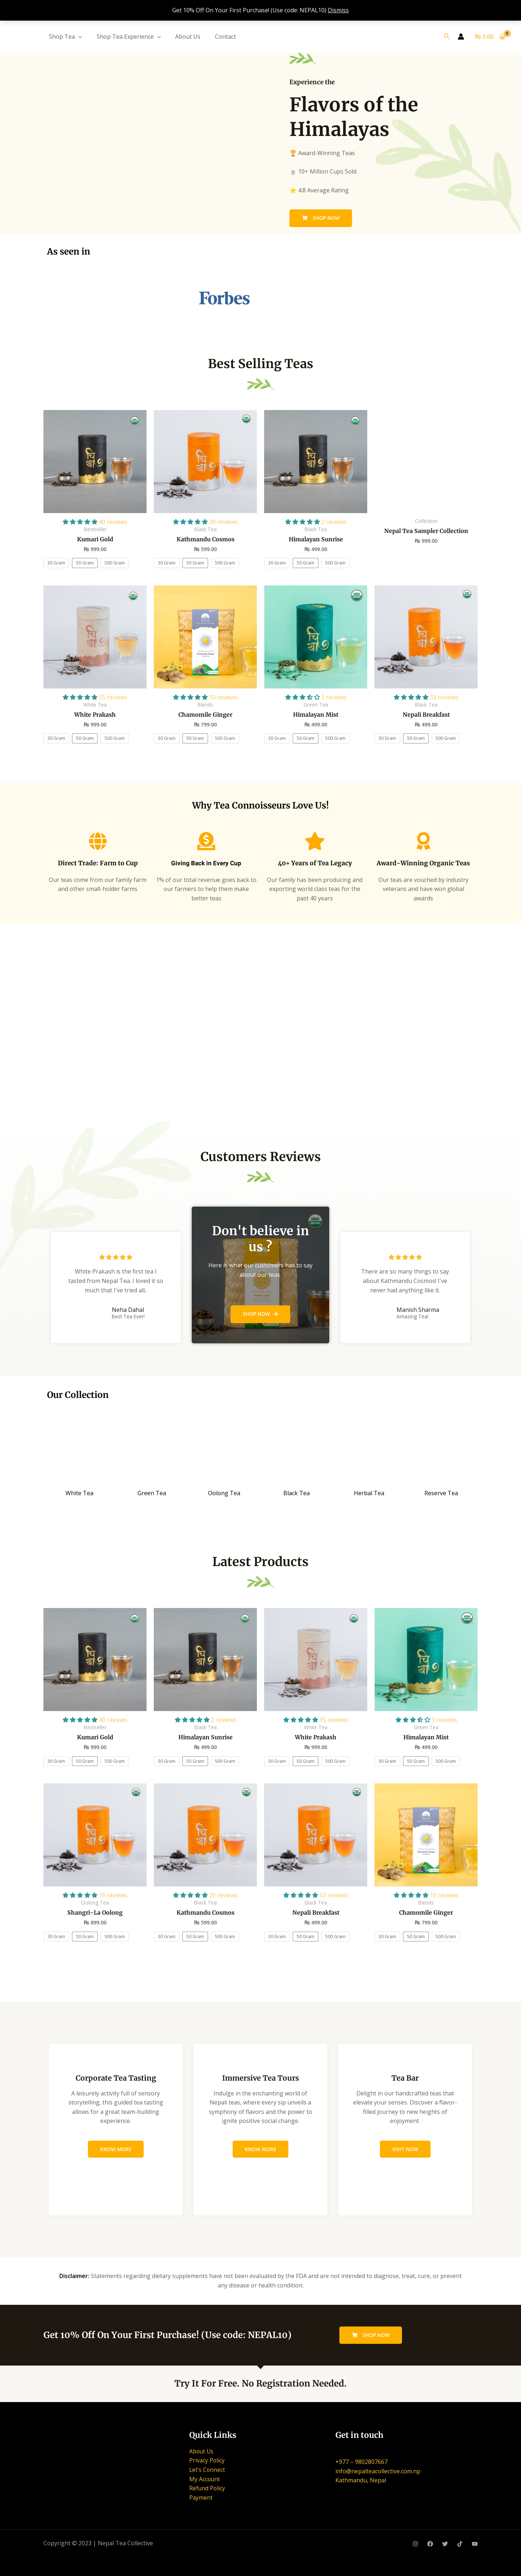 Get 10% Off On Your First Purchase! (Use code: NEPAL10) Dismiss
Shop Tea Shop Tea Experience About Us Contact
₨ 0.00 0
Experience the
Flavors of the
Himalayas
🏆 Award-Winning Teas
🍵 10+ Million Cups Sold
⭐ 4.8 Average Rating
SHOP NOW
As seen in
Forbes
Best Selling Teas
40 reviews
Bestseller
Kumari Gold
₨ 999.00
30 Gram 50 Gram 500 Gram
20 reviews
Black Tea
Kathmandu Cosmos
₨ 599.00
30 Gram 50 Gram 500 Gram
2 reviews
Black Tea
Himalayan Sunrise
₨ 499.00
30 Gram 50 Gram 500 Gram
Collection
Nepal Tea Sampler Collection
₨ 999.00
15 reviews
White Tea
White Prakash
₨ 999.00
30 Gram 50 Gram 500 Gram
10 reviews
Blends
Chamomile Ginger
₨ 799.00
30 Gram 50 Gram 500 Gram
3 reviews
Green Tea
Himalayan Mist
₨ 499.00
30 Gram 50 Gram 500 Gram
53 reviews
Black Tea
Nepali Breakfast
₨ 499.00
30 Gram 50 Gram 500 Gram
Why Tea Connoisseurs Love Us!
Direct Trade: Farm to Cup
Our teas come from our family farm
and other small-holder farms
Giving Back in Every Cup
1% of our total revenue goes back to
our farmers to help them make
better teas
40+ Years of Tea Legacy
Our family has been producing and
exporting world class teas for the
past 40 years
Award-Winning Organic Teas
Our teas are vouched by industry
veterans and have won global
awards
Customers Reviews
White Prakash is the first tea I
tasted from Nepal Tea. I loved it so
much that I've tried all..
Neha Dahal
Best Tea Ever!
Don't believe in
us ?
Here is what our customers has to say
about our teas.
SHOP NOW
There are so many things to say
about Kathmandu Cosmos! I've
never had anything like it.
Manish Sharma
Amazing Tea!
Our Collection
White Tea Green Tea Oolong Tea Black Tea Herbal Tea Reserve Tea
Latest Products
40 reviews
Bestseller
Kumari Gold
₨ 999.00
30 Gram 50 Gram 500 Gram
2 reviews
Black Tea
Himalayan Sunrise
₨ 499.00
30 Gram 50 Gram 500 Gram
15 reviews
White Tea
White Prakash
₨ 999.00
30 Gram 50 Gram 500 Gram
3 reviews
Green Tea
Himalayan Mist
₨ 499.00
30 Gram 50 Gram 500 Gram
16 reviews
Oolong Tea
Shangri-La Oolong
₨ 899.00
30 Gram 50 Gram 500 Gram
20 reviews
Black Tea
Kathmandu Cosmos
₨ 599.00
30 Gram 50 Gram 500 Gram
53 reviews
Black Tea
Nepali Breakfast
₨ 499.00
30 Gram 50 Gram 500 Gram
10 reviews
Blends
Chamomile Ginger
₨ 799.00
30 Gram 50 Gram 500 Gram
Corporate Tea Tasting
A leisurely activity full of sensory
storytelling, this guided tea tasting
allows for a great team-building
experience.
KNOW MORE
Immersive Tea Tours
Indulge in the enchanting world of
Nepali teas, where every sip unveils a
symphony of flavors and the power to
ignite positive social change.
KNOW MORE
Tea Bar
Delight in our handcrafted teas that
elevate your senses. Discover a flavor-
filled journey to new heights of
enjoyment.
VISIT NOW
Disclaimer: Statements regarding dietary supplements have not been evaluated by the FDA and are not intended to diagnose, treat, cure, or prevent
any disease or health condition.
Get 10% Off On Your First Purchase! (Use code: NEPAL10)
SHOP NOW
Try It For Free. No Registration Needed.
Quick Links
About Us
Privacy Policy
Let's Connect
My Account
Refund Policy
Payment
Get in touch
+977 – 9802807667
info@nepalteacollective.com.np
Kathmandu, Nepal
Copyright © 2023 | Nepal Tea Collective